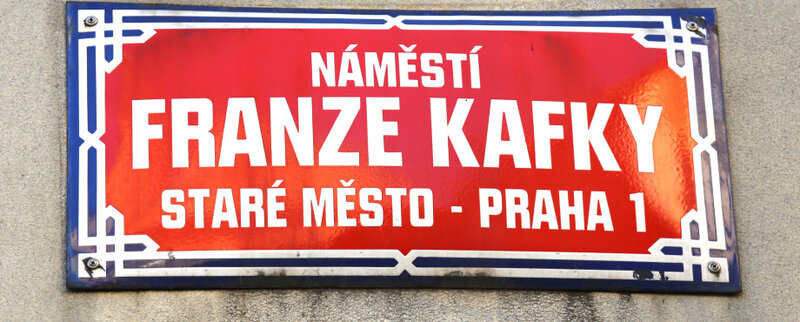 NÁMĚSTÍ
FRANZE KAFKY
STARÉ MĚSTO - PRAHA 1